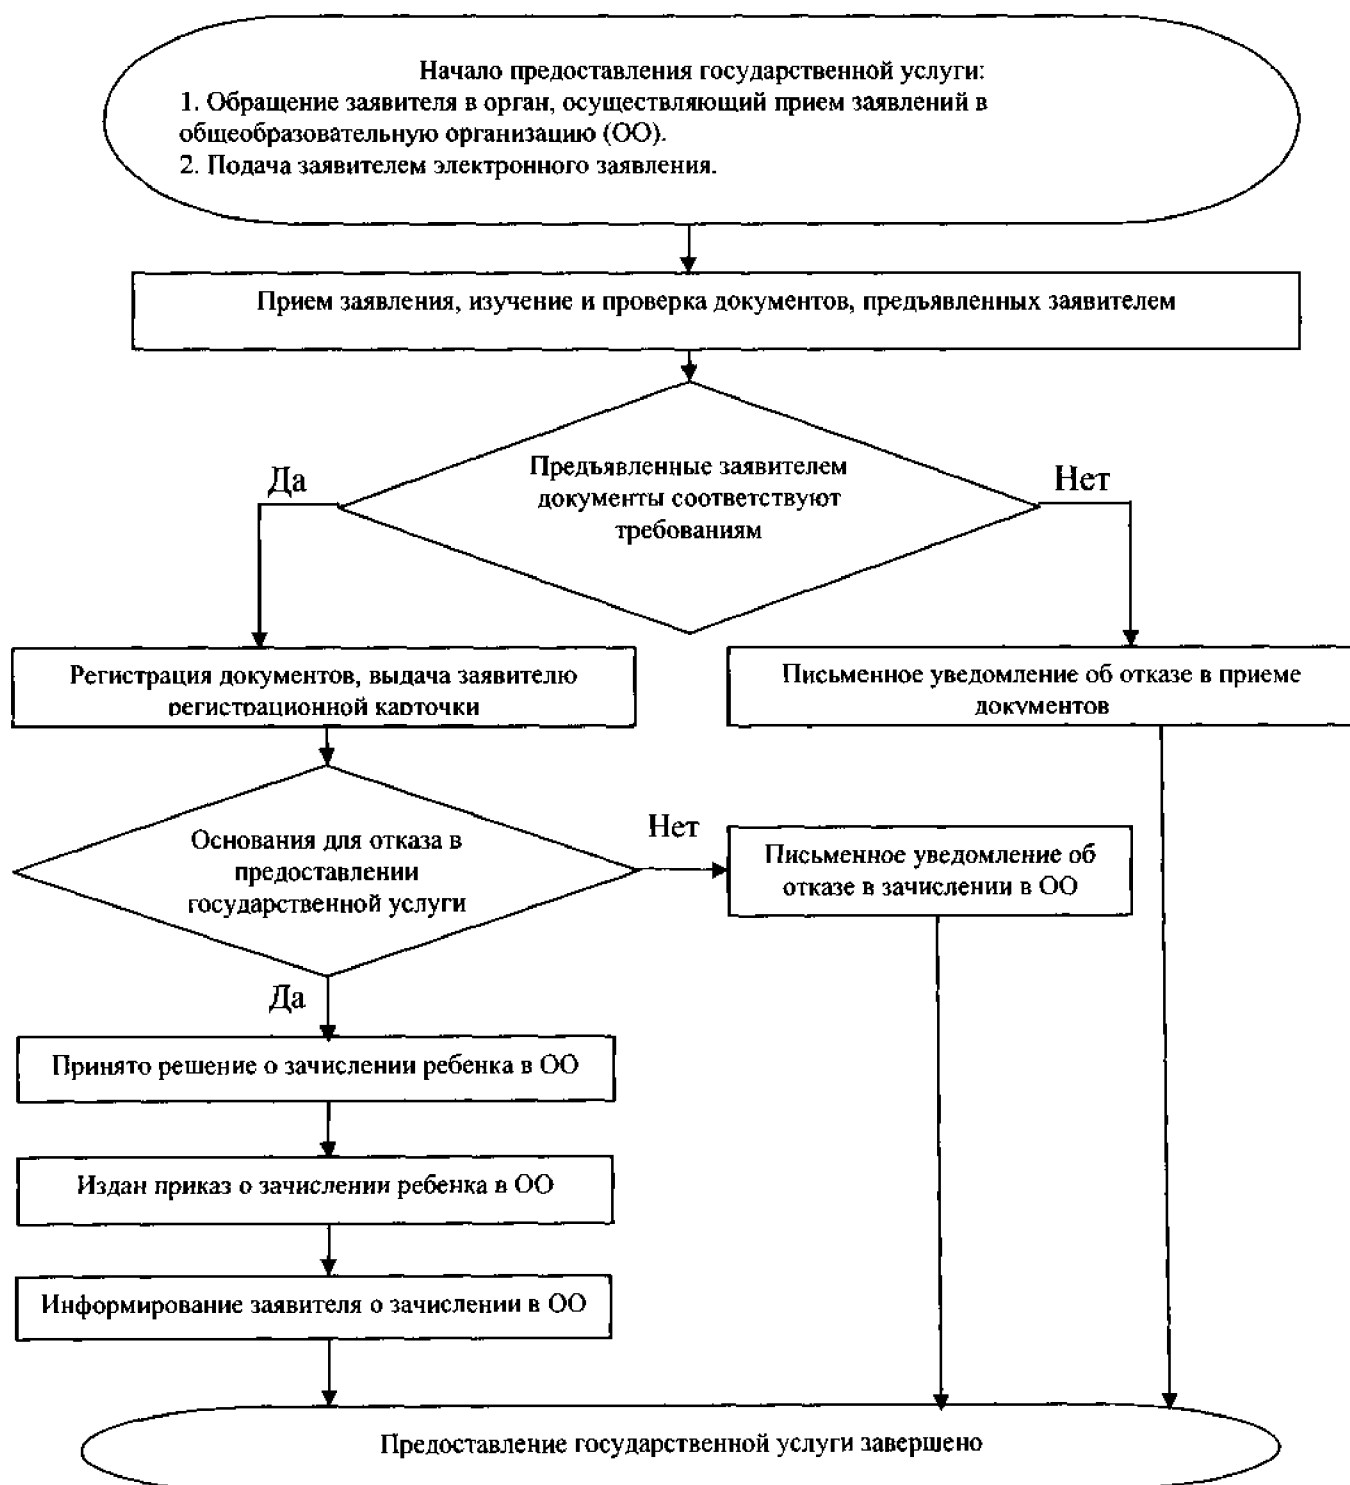 Начало предоставления государственной услуги:
1. Обращение заявителя в орган, осуществляющий прием заявлений в
общеобразовательную организацию (ОО).
2. Подача заявителем электронного заявления.
Прием заявления, изучение и проверка документов, предъявленных заявителем
Предъявленные заявителем
документы соответствуют
требованиям
Да
Нет
Регистрация документов, выдача заявителю
регистрационной карточки
Письменное уведомление об отказе в приеме
документов
Основания для отказа в
предоставлении
государственной услуги
Нет
Письменное уведомление об
отказе в зачислении в ОО
Да
Принято решение о зачислении ребенка в ОО
Издан приказ о зачислении ребенка в ОО
Информирование заявителя о зачислении в ОО
Предоставление государственной услуги завершено